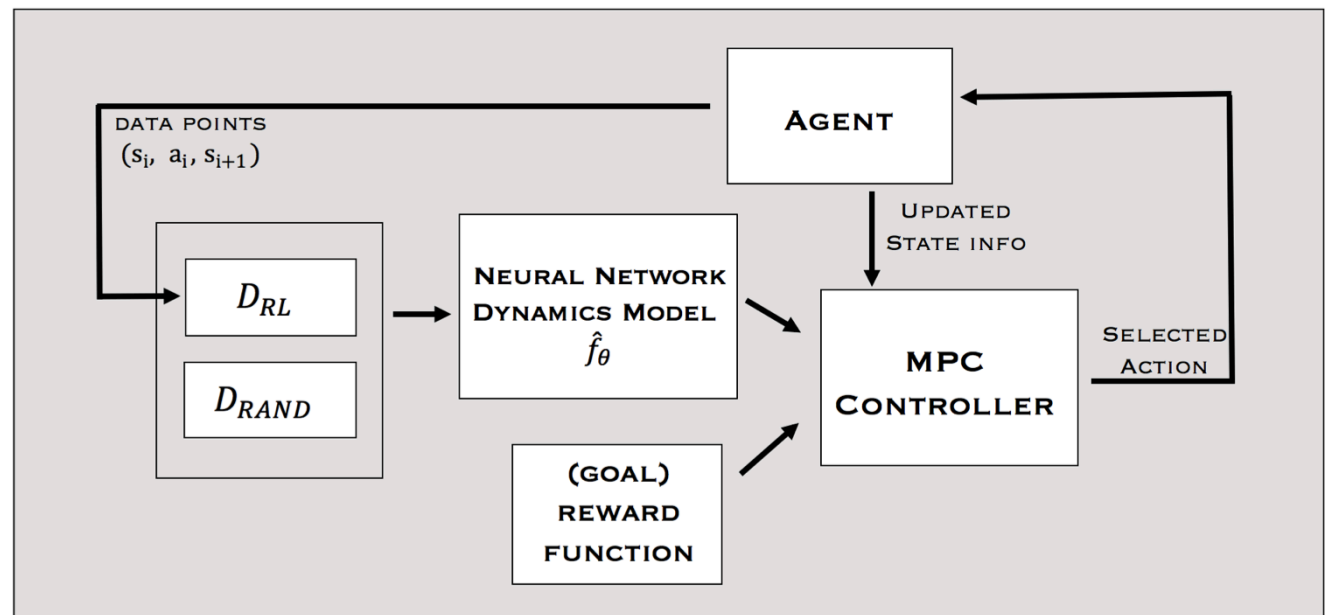 AGENT
DATA POINTS
(sᵢ, aᵢ, sᵢ₊₁)
UPDATED
STATE INFO
D_RL
D_RAND
NEURAL NETWORK
DYNAMICS MODEL
f̂_θ
MPC
CONTROLLER
SELECTED
ACTION
(GOAL)
REWARD
FUNCTION